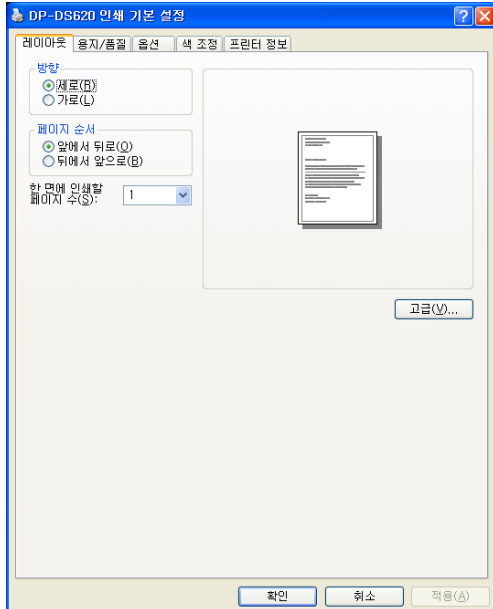 DP-DS620 인쇄 기본 설정
레이아웃 용지/품질 옵션 색 조정 프린터 정보
방향
세로(R)
가로(L)
페이지 순서
앞에서 뒤로(O)
뒤에서 앞으로(B)
한 면에 인쇄할
페이지 수(S): 1
고급(V)...
확인 취소 적용(A)